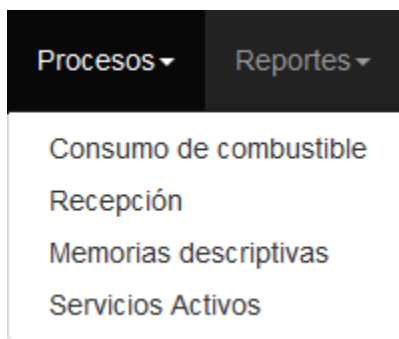 Procesos Reportes
Consumo de combustible
Recepción
Memorias descriptivas
Servicios Activos